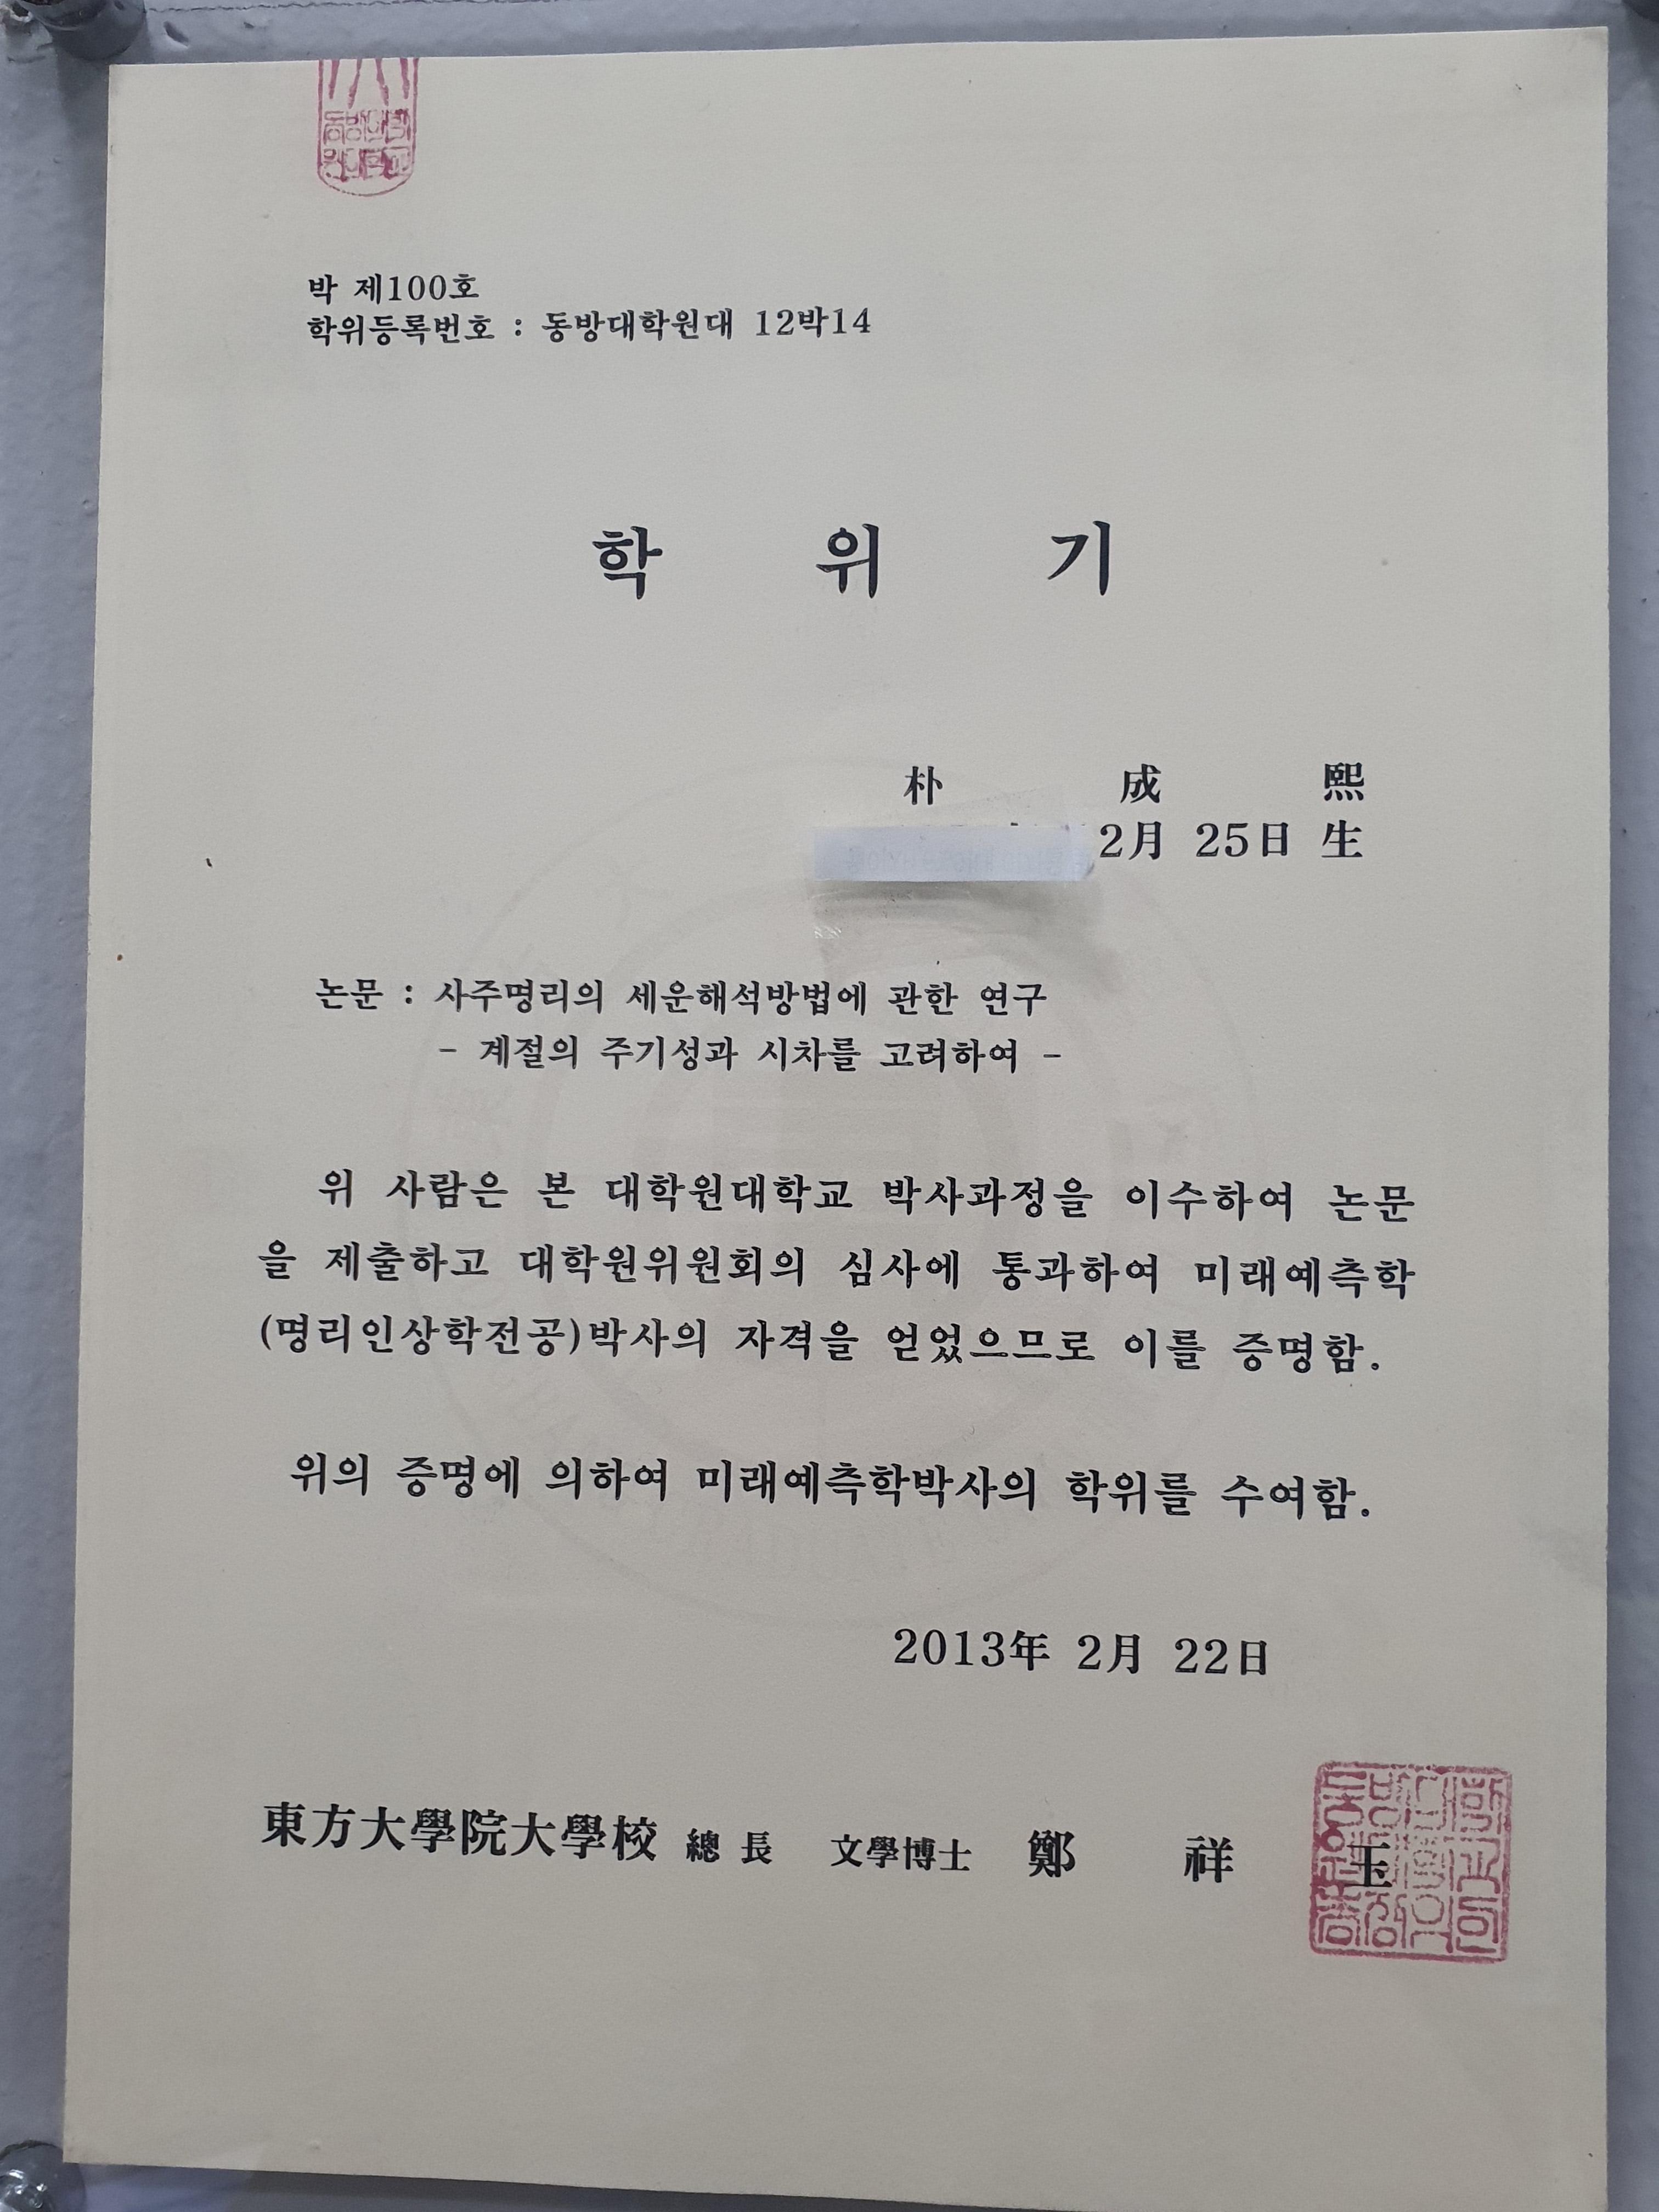 박 제100호
학위등록번호 : 동방대학원대 12박14
학 위 기
朴 成 熙
2月 25日 生
논문 : 사주명리의 세운해석방법에 관한 연구
- 계절의 주기성과 시차를 고려하여 -
위 사람은 본 대학원대학교 박사과정을 이수하여 논문
을 제출하고 대학원위원회의 심사에 통과하여 미래예측학
(명리인상학전공)박사의 자격을 얻었으므로 이를 증명함.
위의 증명에 의하여 미래예측학박사의 학위를 수여함.
2013年 2月 22日
東方大學院大學校 總 長 文學博士 鄭 祥 玉